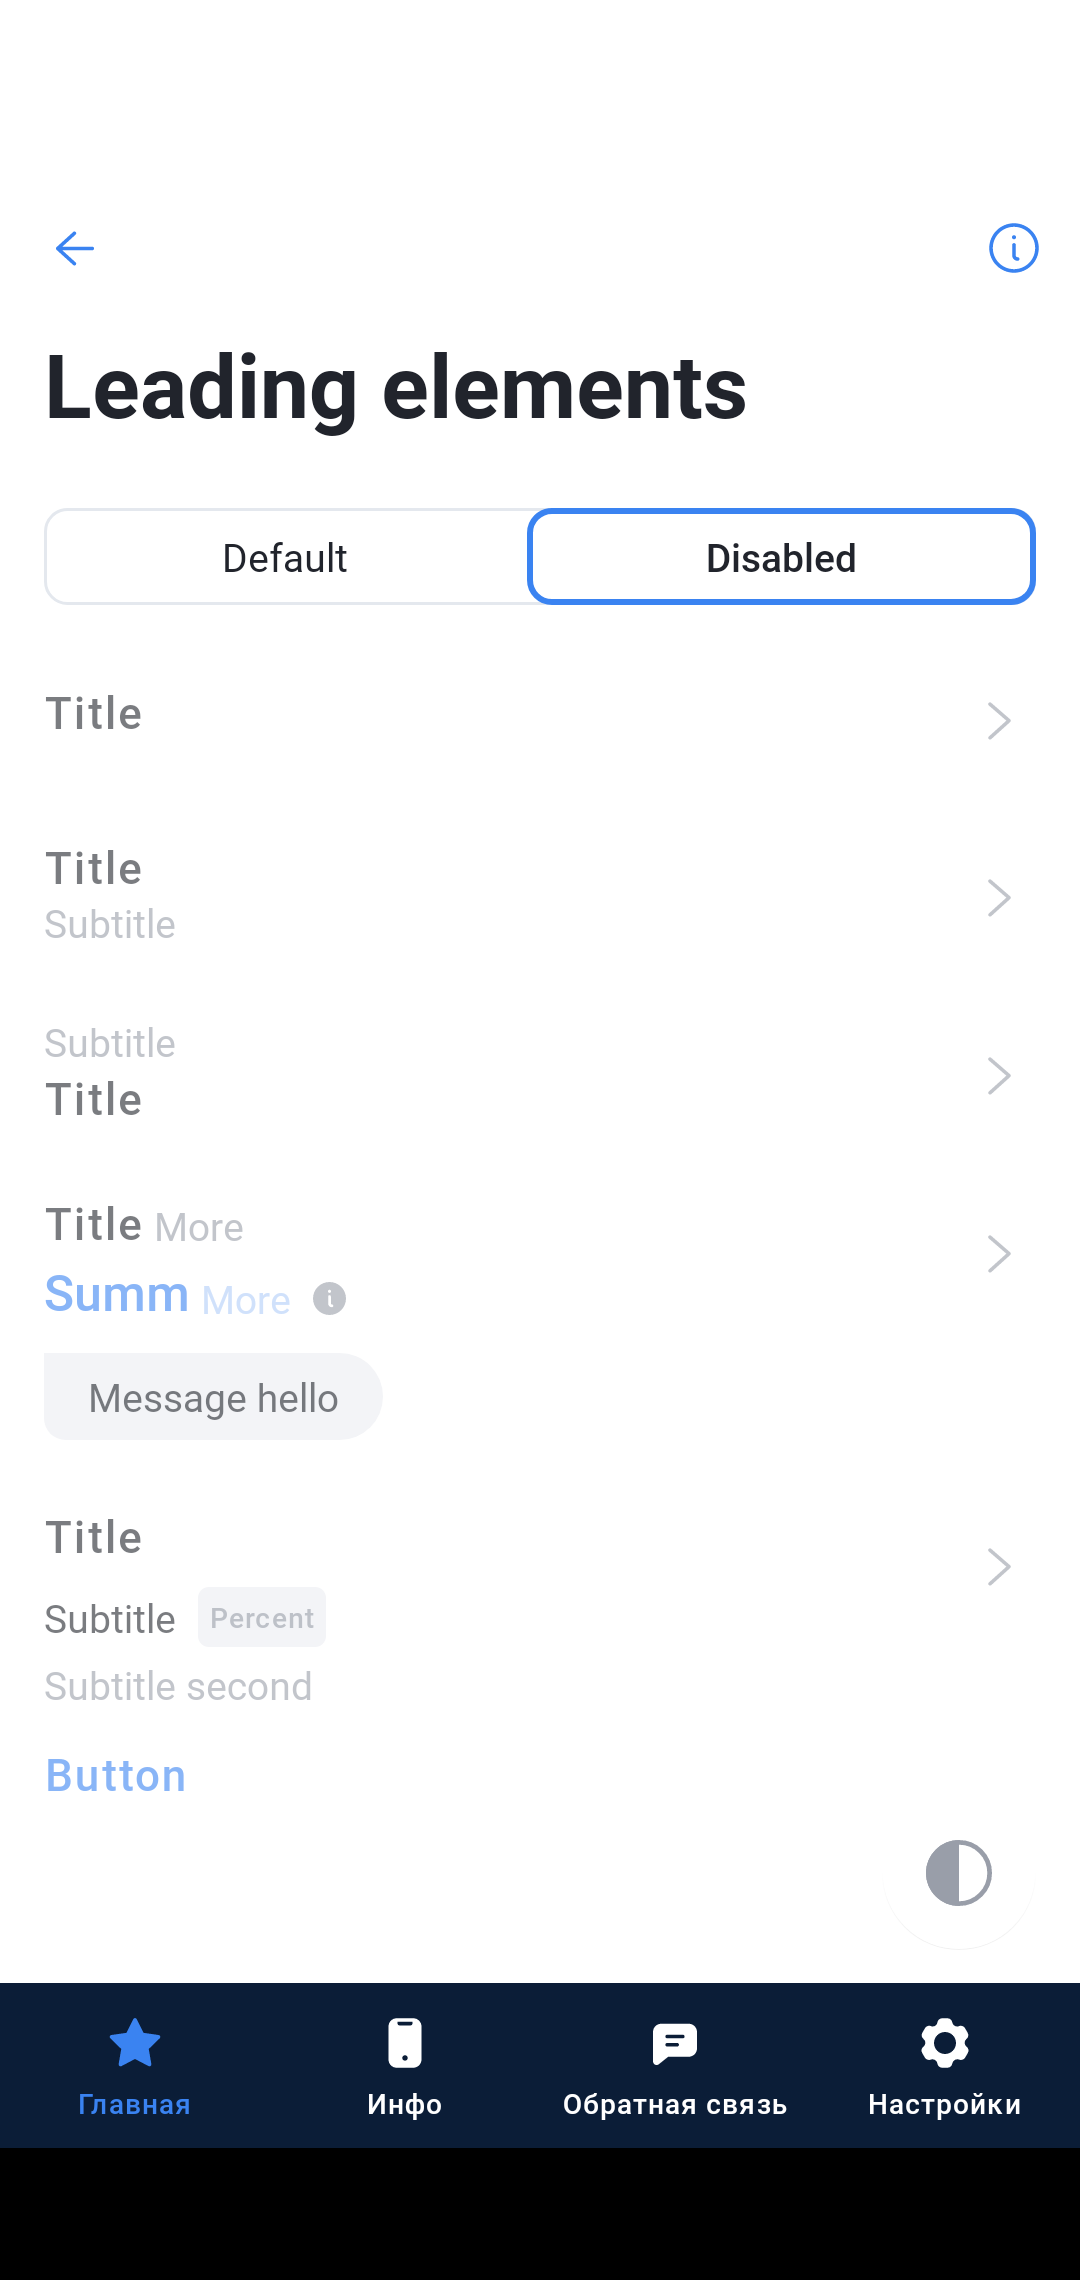 Leading elements
Default Disabled
Title
Title
Subtitle
Subtitle
Title
Title More
Summ More
Message hello
Title
Subtitle Percent
Subtitle second
Button
Главная Инфо Обратная связь Настройки